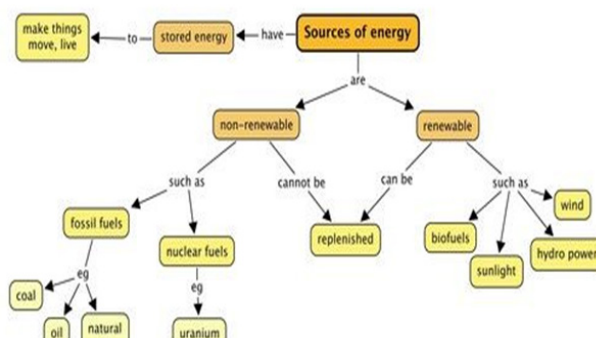 make things
move, live
to
stored energy
have
Sources of energy
are
non-renewable
renewable
such as
cannot be
can be
such as
wind
fossil fuels
nuclear fuels
replenished
biofuels
sunlight
hydro power
eg
eg
coal
oil
natural
uranium